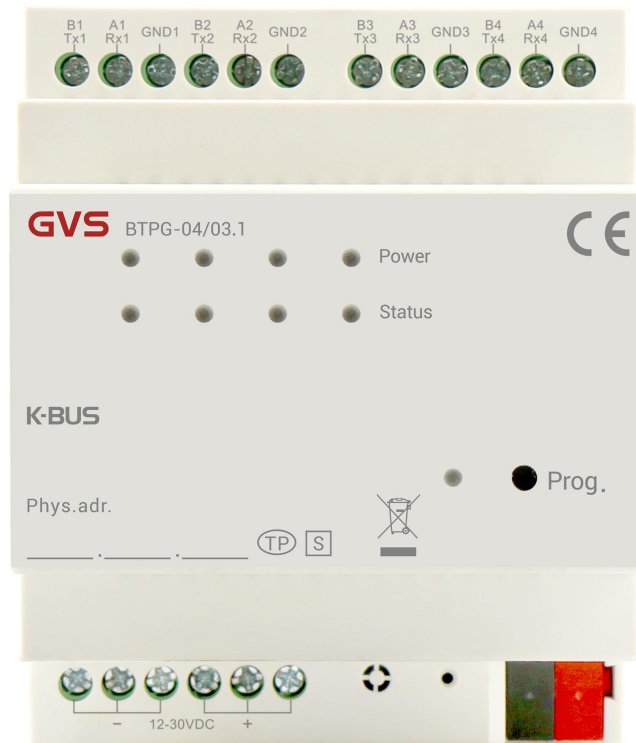 B1 A1 GND1 B2 A2 GND2 B3 A3 GND3 B4 A4 GND4
Tx1 Rx1 Tx2 Rx2 Tx3 Rx3 Tx4 Rx4
GVS BTPG-04/03.1 CE
Power
Status
K-BUS
Prog.
Phys.adr.
TP S
− 12-30VDC +